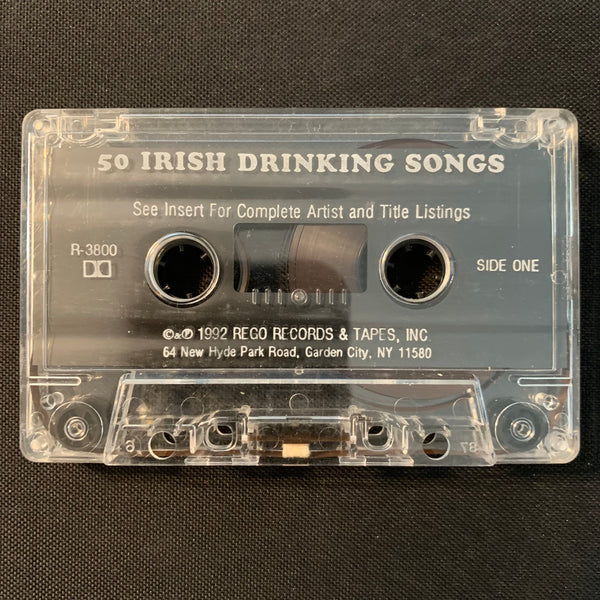 50 IRISH DRINKING SONGS
See Insert For Complete Artist and Title Listings
R-3800
SIDE ONE
©&℗ 1992 REGO RECORDS & TAPES, INC.
64 New Hyde Park Road, Garden City, NY 11580